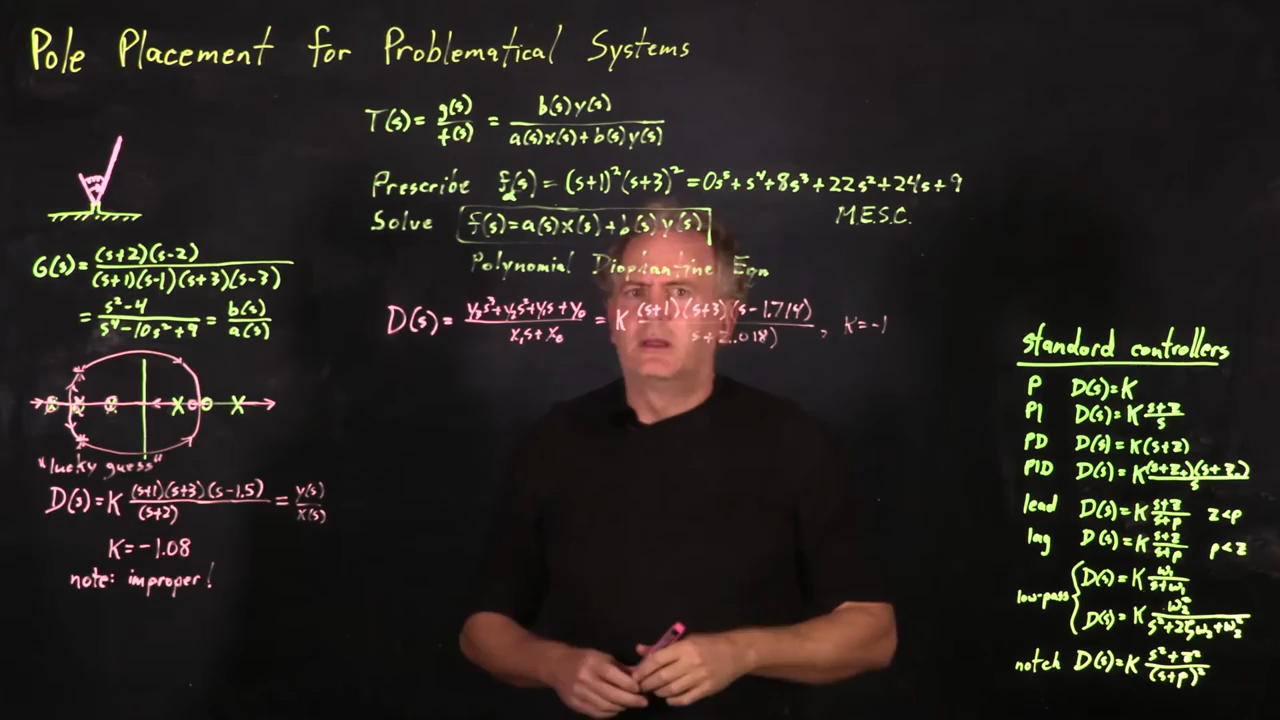 Pole Placement for Problematical Systems
T(s) = g(s)/f(s) = b(s)y(s)/(a(s)x(s)+b(s)y(s))
Prescribe f(s) = (s+1)²(s+3)² = 0s⁵+s⁴+8s³+22s²+24s+9
Solve f(s)=a(s)x(s)+b(s)y(s)
M.E.S.C.
Polynomial Diophantine Eqn
D(s) = (y₃s³+y₂s²+y₁s+y₀)/(x₁s+x₀) = K (s+1)(s+3)(s-1.714)/(s+2.018), K=-1
G(s) = (s+2)(s-2)/((s+1)(s-1)(s+3)(s-3))
= (s²-4)/(s⁴-10s²+9) = b(s)/a(s)
"lucky guess"
D(s)=K (s+1)(s+3)(s-1.5)/(s+2) = y(s)/x(s)
K=-1.08
note: improper!
standard controllers
P D(s)=K
PI D(s)=K (s+z)/s
PD D(s)=K(s+z)
PID D(s)=K (s+z₁)(s+z₂)/s
lead D(s)=K (s+z)/(s+p) z<p
lag D(s)=K (s+z)/(s+p) p<z
low-pass { D(s)=K ω₁/(s+ω₁)
D(s)=K ω₂²/(s²+2ζω₂+ω₂²)
notch D(s)=K (s²+z²)/(s+p)²